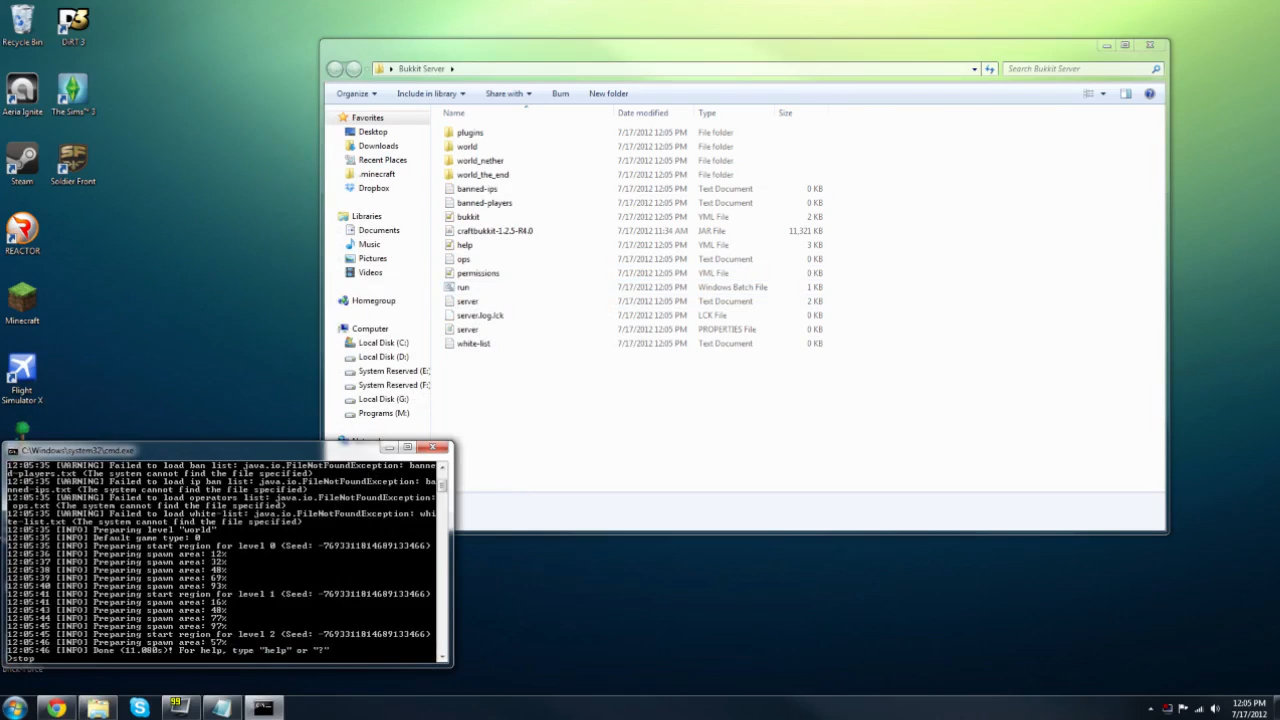 Recycle Bin
DiRT 3
Aeria Ignite
The Sims™ 3
Steam
Soldier Front
REACTOR
Minecraft
Flight
Simulator X
Bukkit Server
Search Bukkit Server
Organize
Include in library
Share with
Burn
New folder
Favorites
Desktop
Downloads
Recent Places
.minecraft
Dropbox
Libraries
Documents
Music
Pictures
Videos
Homegroup
Computer
Local Disk (C:)
Local Disk (D:)
System Reserved (E:
System Reserved (F:
Local Disk (G:)
Programs (M:)
Name Date modified Type Size
plugins 7/17/2012 12:05 PM File folder
world 7/17/2012 12:05 PM File folder
world_nether 7/17/2012 12:05 PM File folder
world_the_end 7/17/2012 12:05 PM File folder
banned-ips 7/17/2012 12:05 PM Text Document 0 KB
banned-players 7/17/2012 12:05 PM Text Document 0 KB
bukkit 7/17/2012 12:05 PM YML File 2 KB
craftbukkit-1.2.5-R4.0 7/17/2012 11:34 AM JAR File 11,321 KB
help 7/17/2012 12:05 PM YML File 3 KB
ops 7/17/2012 12:05 PM Text Document 0 KB
permissions 7/17/2012 12:05 PM YML File 0 KB
run 7/17/2012 12:05 PM Windows Batch File 1 KB
server 7/17/2012 12:05 PM Text Document 2 KB
server.log.lck 7/17/2012 12:05 PM LCK File 0 KB
server 7/17/2012 12:05 PM PROPERTIES File 1 KB
white-list 7/17/2012 12:05 PM Text Document 0 KB
C:\Windows\system32\cmd.exe
12:05:35 [WARNING] Failed to load ban list: java.io.FileNotFoundException: banne
d-players.txt (The system cannot find the file specified)
12:05:35 [WARNING] Failed to load ip ban list: java.io.FileNotFoundException: ba
nned-ips.txt (The system cannot find the file specified)
12:05:35 [WARNING] Failed to load operators list: java.io.FileNotFoundException:
ops.txt (The system cannot find the file specified)
12:05:35 [WARNING] Failed to load white-list: java.io.FileNotFoundException: whi
te-list.txt (The system cannot find the file specified)
12:05:35 [INFO] Preparing level "world"
12:05:35 [INFO] Default game type: 0
12:05:35 [INFO] Preparing start region for level 0 (Seed: -7693311814689133466)
12:05:36 [INFO] Preparing spawn area: 12%
12:05:37 [INFO] Preparing spawn area: 32%
12:05:38 [INFO] Preparing spawn area: 48%
12:05:39 [INFO] Preparing spawn area: 69%
12:05:40 [INFO] Preparing spawn area: 93%
12:05:41 [INFO] Preparing start region for level 1 (Seed: -7693311814689133466)
12:05:41 [INFO] Preparing spawn area: 16%
12:05:43 [INFO] Preparing spawn area: 48%
12:05:44 [INFO] Preparing spawn area: 77%
12:05:45 [INFO] Preparing spawn area: 97%
12:05:45 [INFO] Preparing start region for level 2 (Seed: -7693311814689133466)
12:05:46 [INFO] Preparing spawn area: 57%
12:05:46 [INFO] Done (11.080s)! For help, type "help" or "?"
>stop
99
12:05 PM
7/17/2012